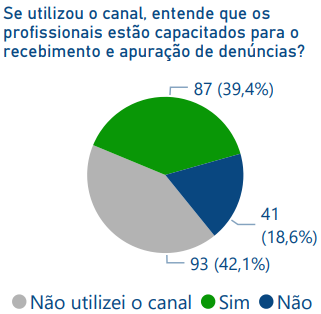 Se utilizou o canal, entende que os
profissionais estão capacitados para o
recebimento e apuração de denúncias?
87 (39,4%)
41
(18,6%)
93 (42,1%)
Não utilizei o canal Sim Não